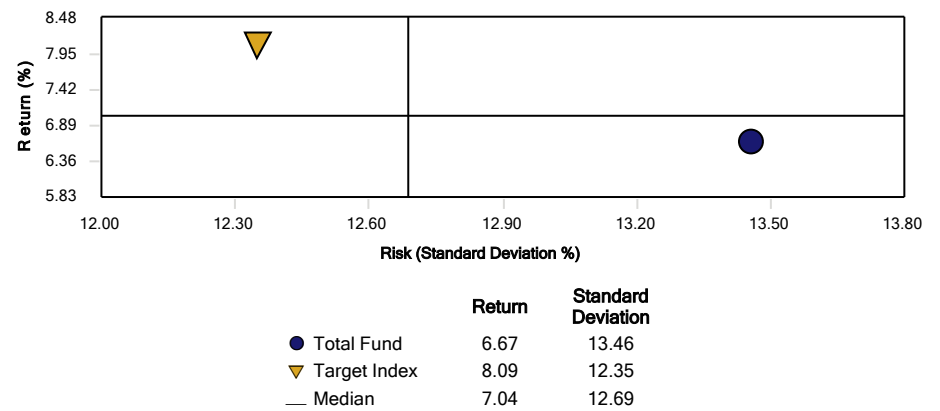 8.48
7.95
7.42
6.89
6.36
5.83
Return (%)
12.00 12.30 12.60 12.90 13.20 13.50 13.80
Risk (Standard Deviation %)
Return Standard Deviation
Total Fund 6.67 13.46
Target Index 8.09 12.35
Median 7.04 12.69